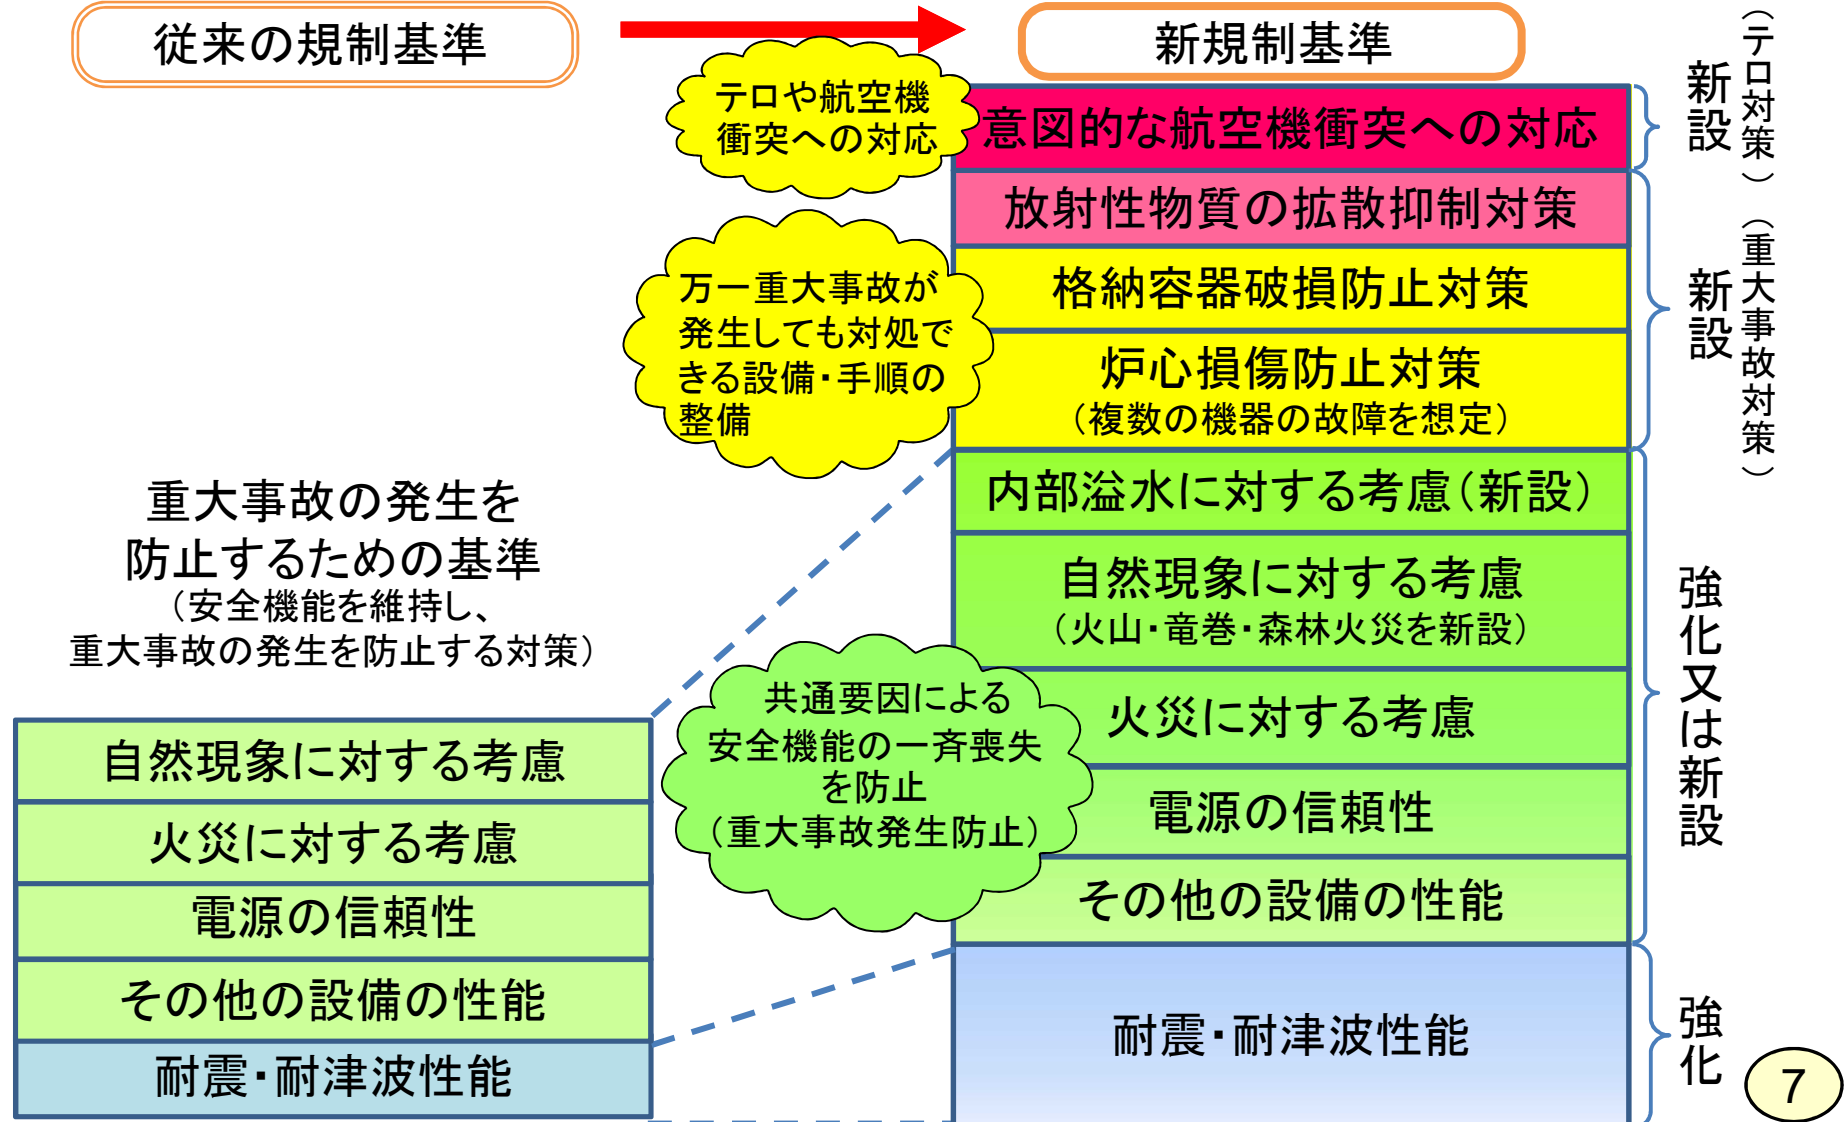 従来の規制基準
新規制基準
テロや航空機
衝突への対応
意図的な航空機衝突への対応
新設
（テロ対策）
放射性物質の拡散抑制対策
万一重大事故が
発生しても対処で
きる設備・手順の
整備
格納容器破損防止対策
炉心損傷防止対策
（複数の機器の故障を想定）
新設
（重大事故対策）
重大事故の発生を
防止するための基準
（安全機能を維持し、
重大事故の発生を防止する対策）
内部溢水に対する考慮（新設）
自然現象に対する考慮
（火山・竜巻・森林火災を新設）
共通要因による
安全機能の一斉喪失
を防止
（重大事故発生防止）
火災に対する考慮
電源の信頼性
その他の設備の性能
強化又は新設
自然現象に対する考慮
火災に対する考慮
電源の信頼性
その他の設備の性能
耐震・耐津波性能
耐震・耐津波性能
強化
7